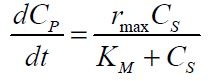 dC_P/dt = r_max C_S / (K_M + C_S)